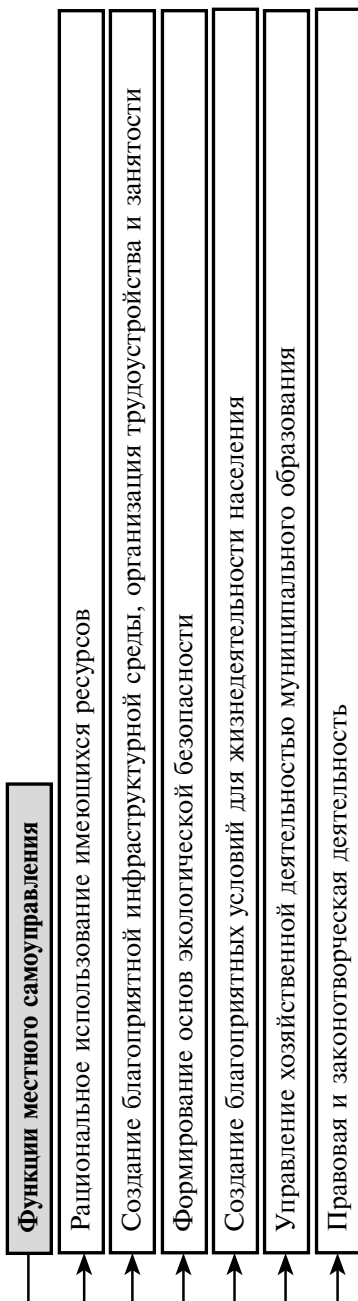 Функции местного самоуправления
Рациональное использование имеющихся ресурсов
Создание благоприятной инфраструктурной среды, организация трудоустройства и занятости
Формирование основ экологической безопасности
Создание благоприятных условий для жизнедеятельности населения
Управление хозяйственной деятельностью муниципального образования
Правовая и законотворческая деятельность